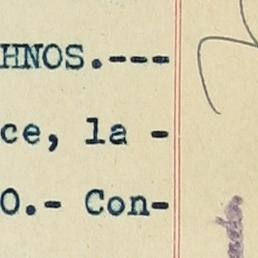 HNOS.---
ce, la -
O.- Con-